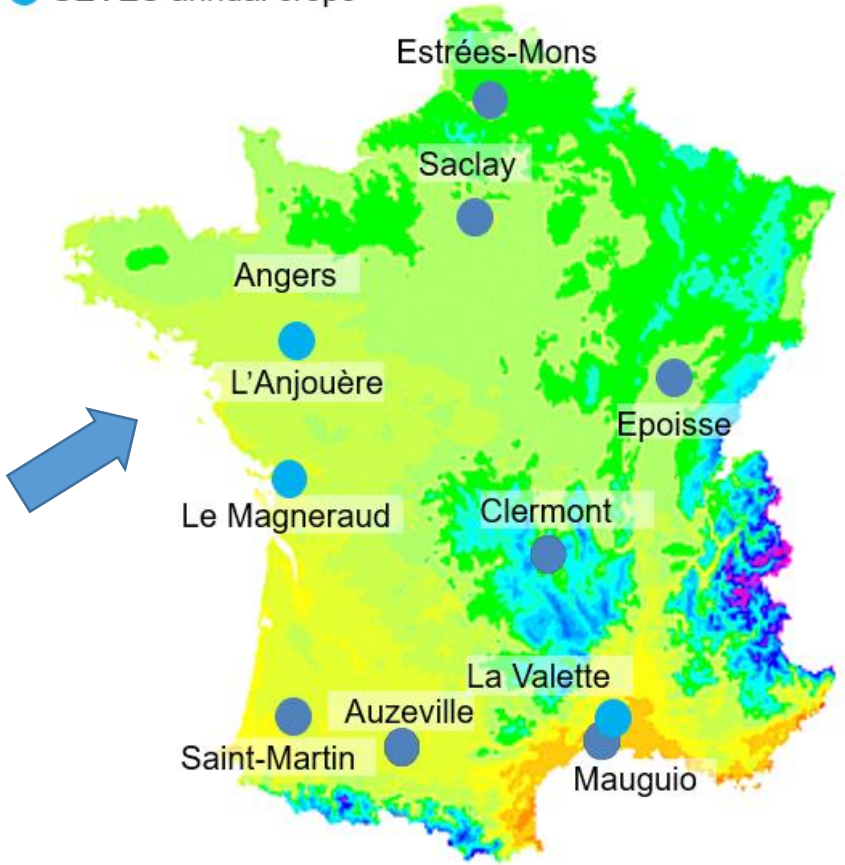 annual crops
Estrées-Mons
Saclay
Angers
L'Anjouère
Epoisse
Le Magneraud
Clermont
La Valette
Auzeville
Saint-Martin
Mauguio